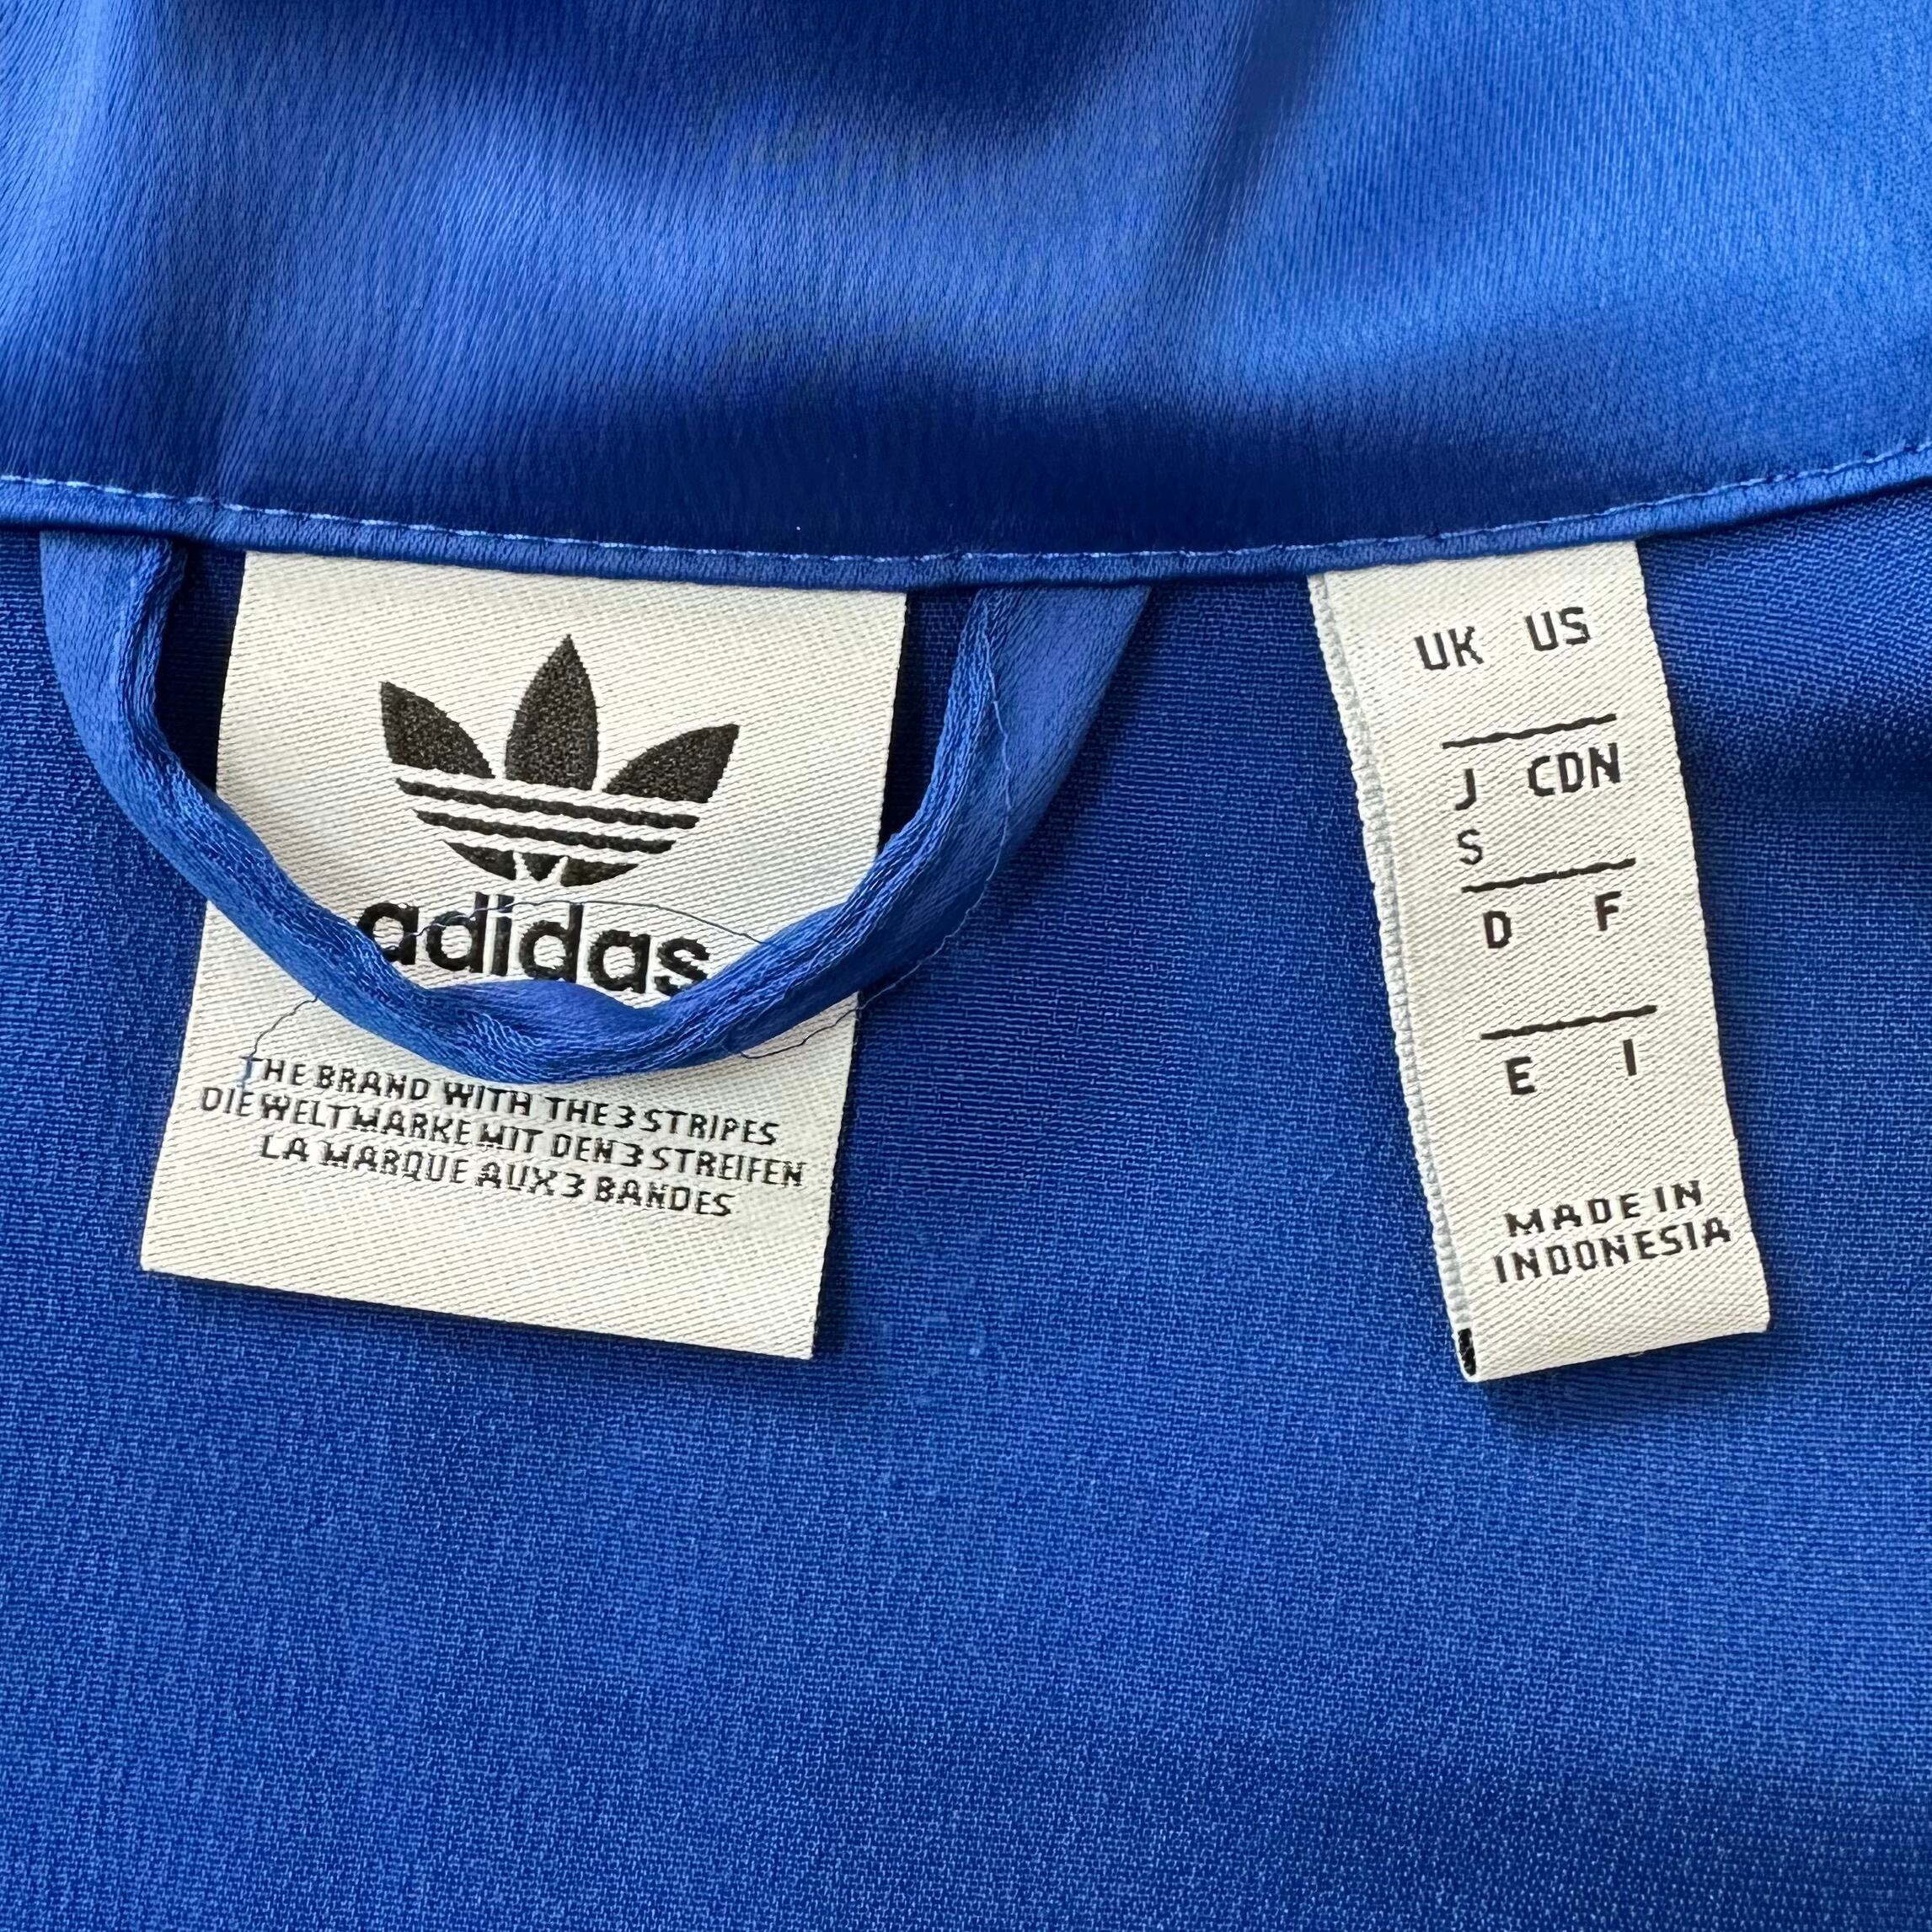 adidas
THE BRAND WITH THE 3 STRIPES
DIE WELTMARKE MIT DEN 3 STREIFEN
LA MARQUE AUX 3 BANDES
UK US
J CDN
S
D F
E I
MADE IN
INDONESIA